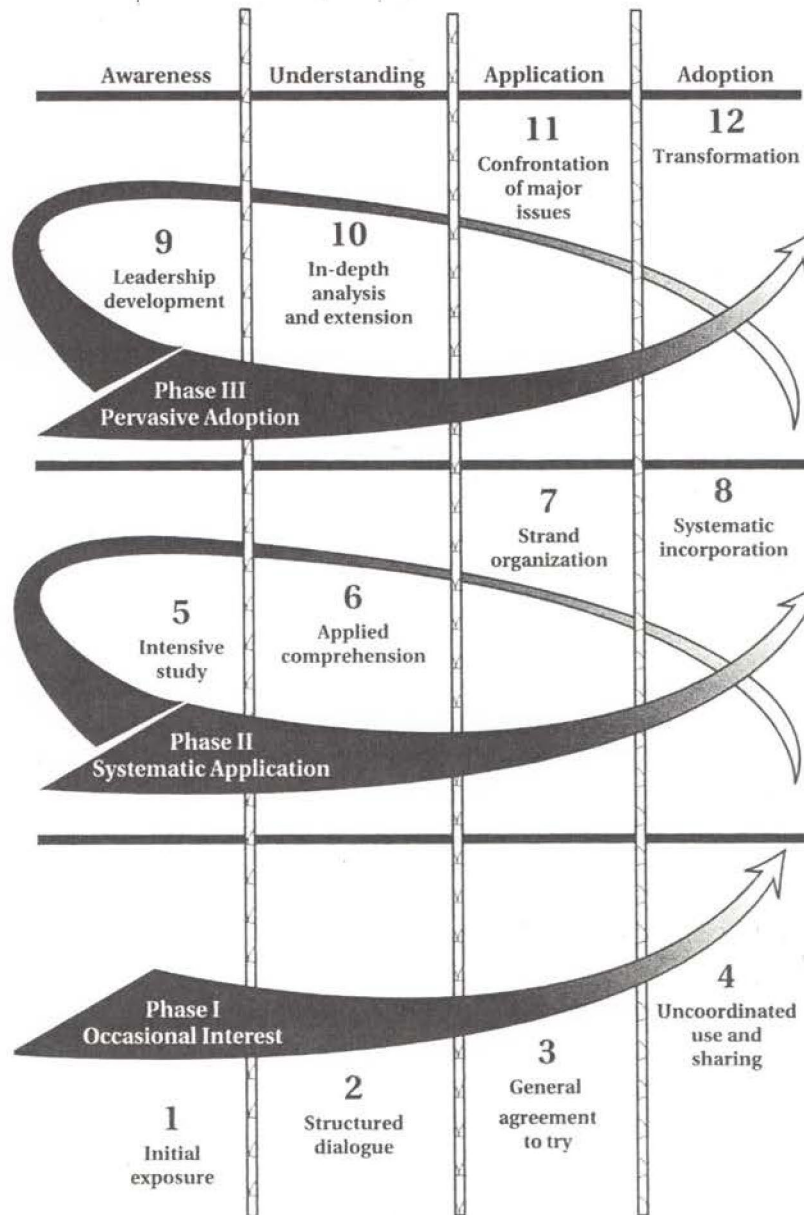 Awareness Understanding Application Adoption
11
Confrontation
of major
issues
12
Transformation
9
Leadership
development
10
In-depth
analysis
and extension
Phase III
Pervasive Adoption
7
Strand
organization
8
Systematic
incorporation
5
Intensive
study
6
Applied
comprehension
Phase II
Systematic Application
Phase I
Occasional Interest
4
Uncoordinated
use and
sharing
3
General
agreement
to try
2
Structured
dialogue
1
Initial
exposure